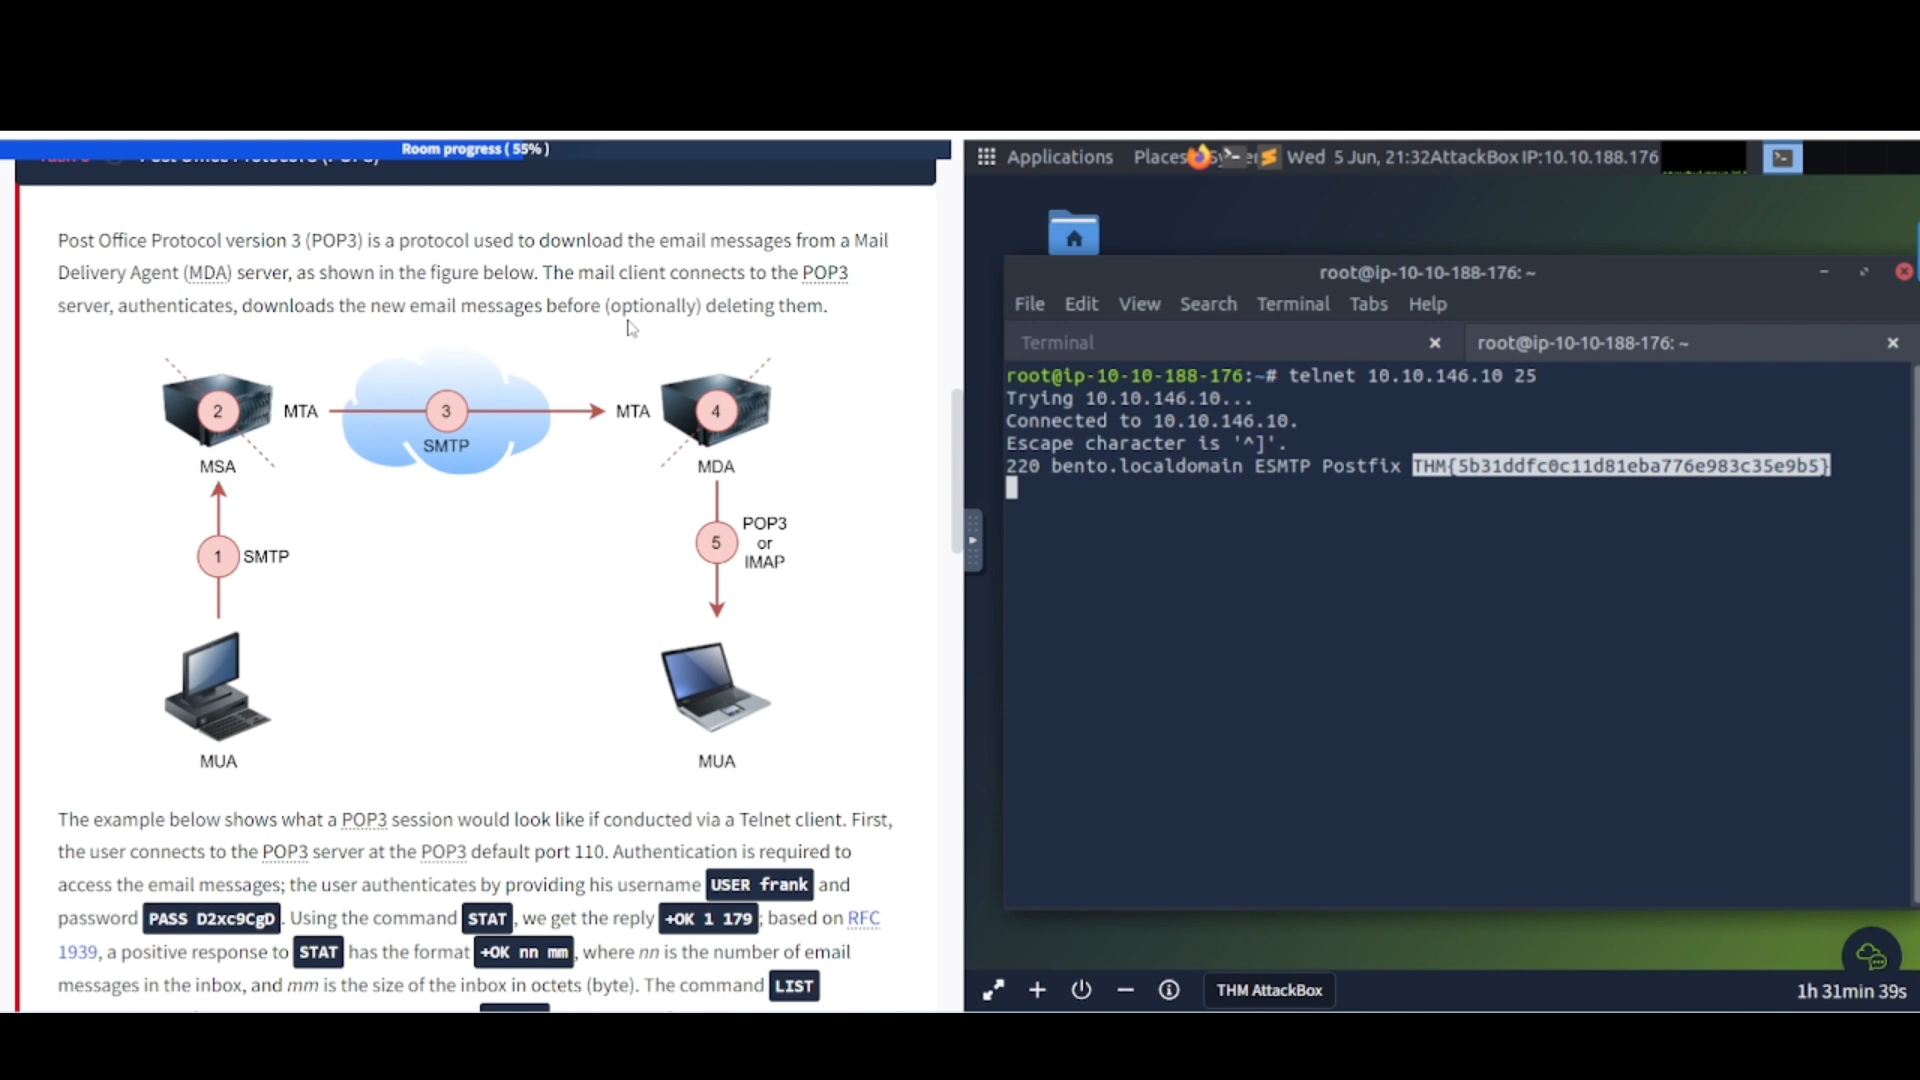 Room progress ( 55% )
Post Office Protocol version 3 (POP3) is a protocol used to download the email messages from a Mail
Delivery Agent (MDA) server, as shown in the figure below. The mail client connects to the POP3
server, authenticates, downloads the new email messages before (optionally) deleting them.
2
MTA
3
SMTP
MTA
4
MSA
MDA
1
SMTP
5
POP3
or
IMAP
MUA
MUA
The example below shows what a POP3 session would look like if conducted via a Telnet client. First,
the user connects to the POP3 server at the POP3 default port 110. Authentication is required to
access the email messages; the user authenticates by providing his username USER frank and
password PASS D2xc9CgD. Using the command STAT, we get the reply +OK 1 179; based on RFC
1939, a positive response to STAT has the format +OK nn mm, where nn is the number of email
messages in the inbox, and mm is the size of the inbox in octets (byte). The command LIST
Applications Places Wed 5 Jun, 21:32 AttackBox IP:10.10.188.176
root@ip-10-10-188-176: ~
File Edit View Search Terminal Tabs Help
Terminal
root@ip-10-10-188-176: ~
root@ip-10-10-188-176:~# telnet 10.10.146.10 25
Trying 10.10.146.10...
Connected to 10.10.146.10.
Escape character is '^]'.
220 bento.localdomain ESMTP Postfix THM{5b31ddfc0c11d81eba776e983c35e9b5}
THM AttackBox
1h 31min 39s